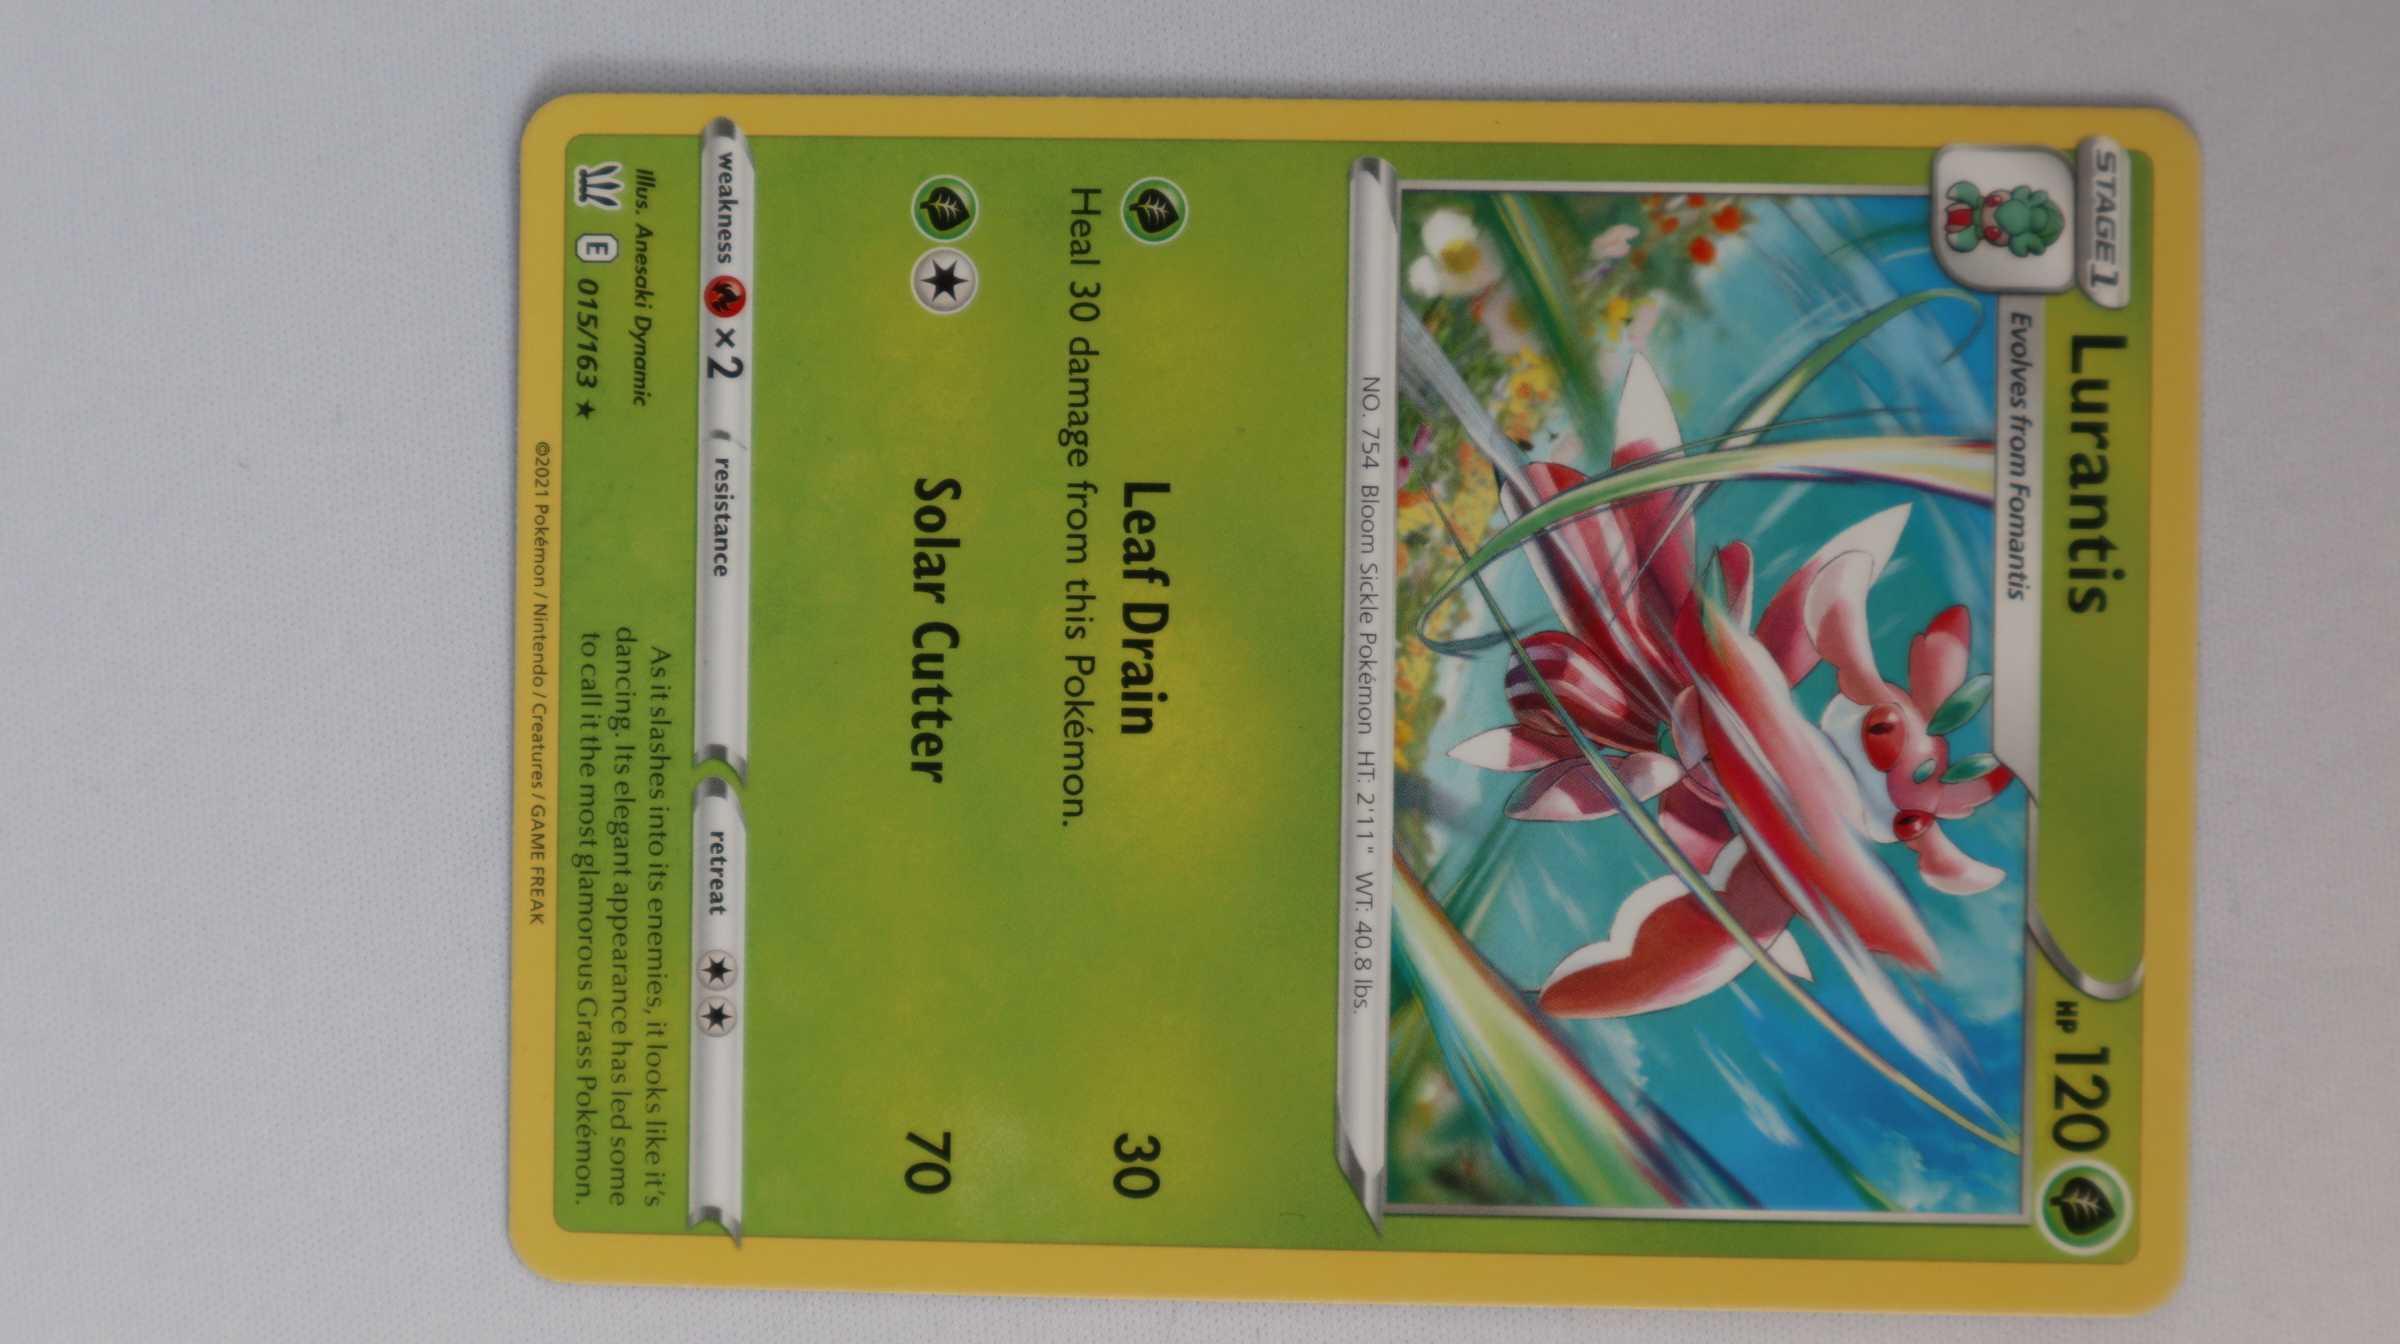 STAGE 1
Lurantis
HP 120
Evolves from Fomantis
NO. 754 Bloom Sickle Pokémon HT: 2'11" WT: 40.8 lbs.
Leaf Drain 30
Heal 30 damage from this Pokémon.
Solar Cutter 70
weakness ×2 resistance retreat
Illus. Anesaki Dynamic
E 015/163 ★
As it slashes into its enemies, it looks like it's
dancing. Its elegant appearance has led some
to call it the most glamorous Grass Pokémon.
©2021 Pokémon / Nintendo / Creatures / GAME FREAK